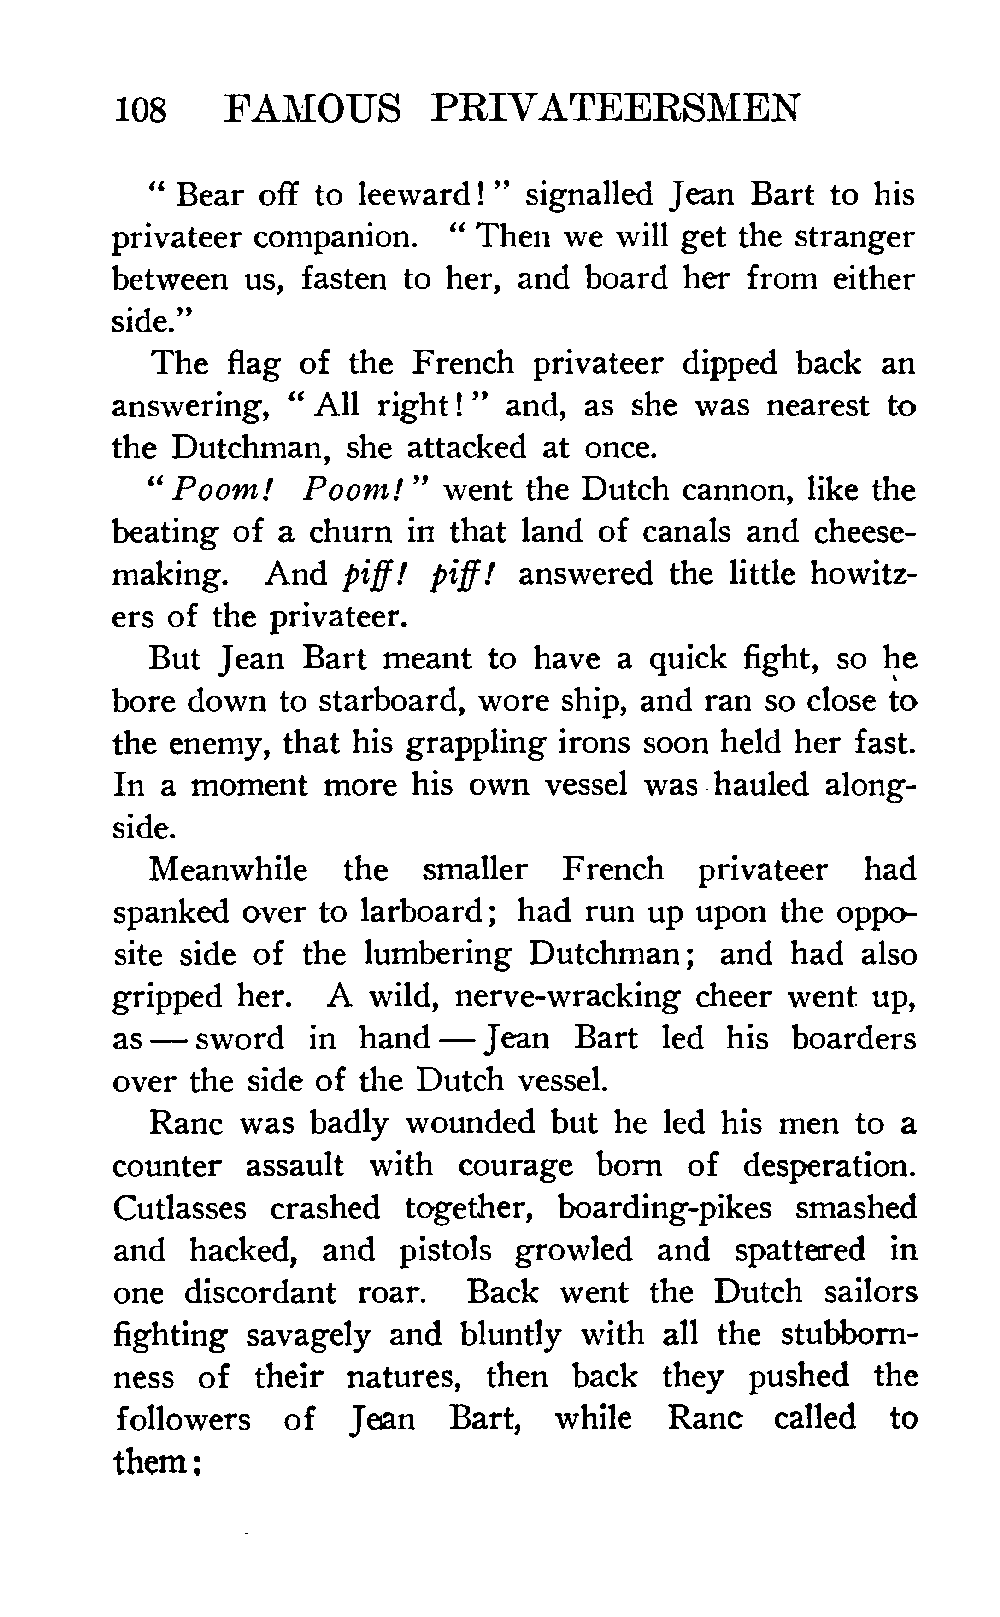 108 FAMOUS PRIVATEERSMEN
" Bear off to leeward! " signalled Jean Bart to his
privateer companion. " Then we will get the stranger
between us, fasten to her, and board her from either
side."
The flag of the French privateer dipped back an
answering, " All right! " and, as she was nearest to
the Dutchman, she attacked at once.
" Poom! Poom! " went the Dutch cannon, like the
beating of a churn in that land of canals and cheese-
making. And piff! piff! answered the little howitz-
ers of the privateer.
But Jean Bart meant to have a quick fight, so he
bore down to starboard, wore ship, and ran so close to
the enemy, that his grappling irons soon held her fast.
In a moment more his own vessel was hauled along-
side.
Meanwhile the smaller French privateer had
spanked over to larboard; had run up upon the oppo-
site side of the lumbering Dutchman; and had also
gripped her. A wild, nerve-wracking cheer went up,
as — sword in hand — Jean Bart led his boarders
over the side of the Dutch vessel.
Ranc was badly wounded but he led his men to a
counter assault with courage born of desperation.
Cutlasses crashed together, boarding-pikes smashed
and hacked, and pistols growled and spattered in
one discordant roar. Back went the Dutch sailors
fighting savagely and bluntly with all the stubborn-
ness of their natures, then back they pushed the
followers of Jean Bart, while Ranc called to
them: